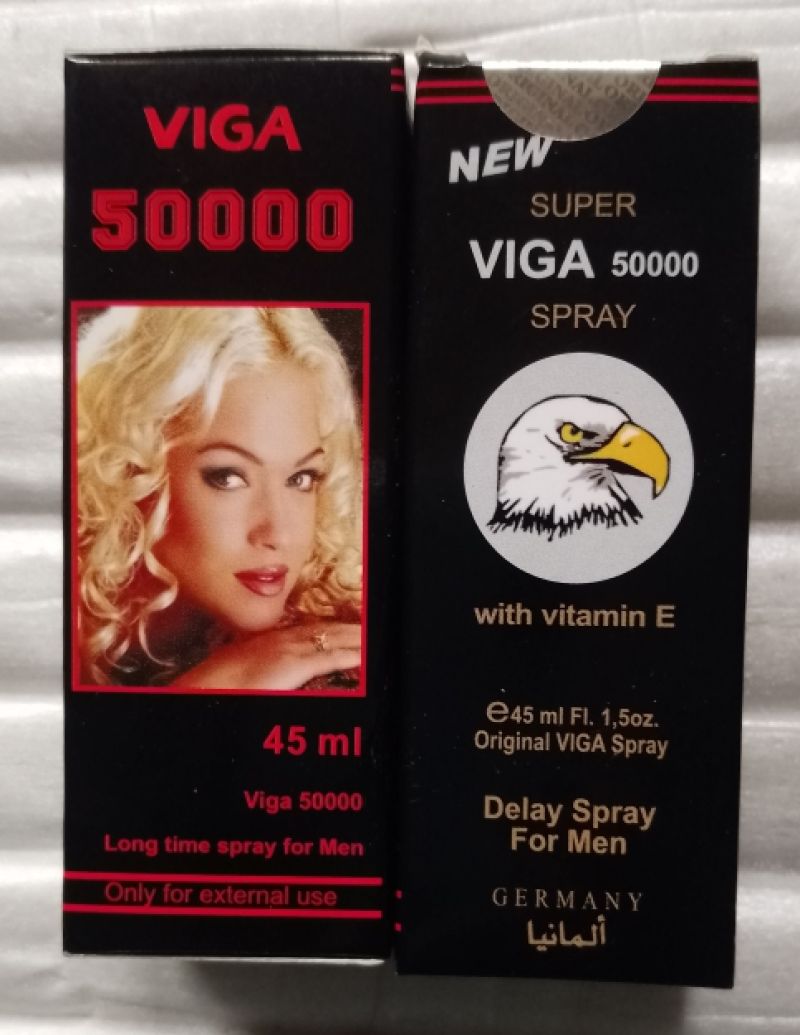 VIGA
50000
45 ml
Viga 50000
Long time spray for Men
Only for external use
NEW
SUPER
VIGA 50000
SPRAY
with vitamin E
℮45 ml Fl. 1,5oz.
Original VIGA Spray
Delay Spray
For Men
GERMANY
ألمانيا